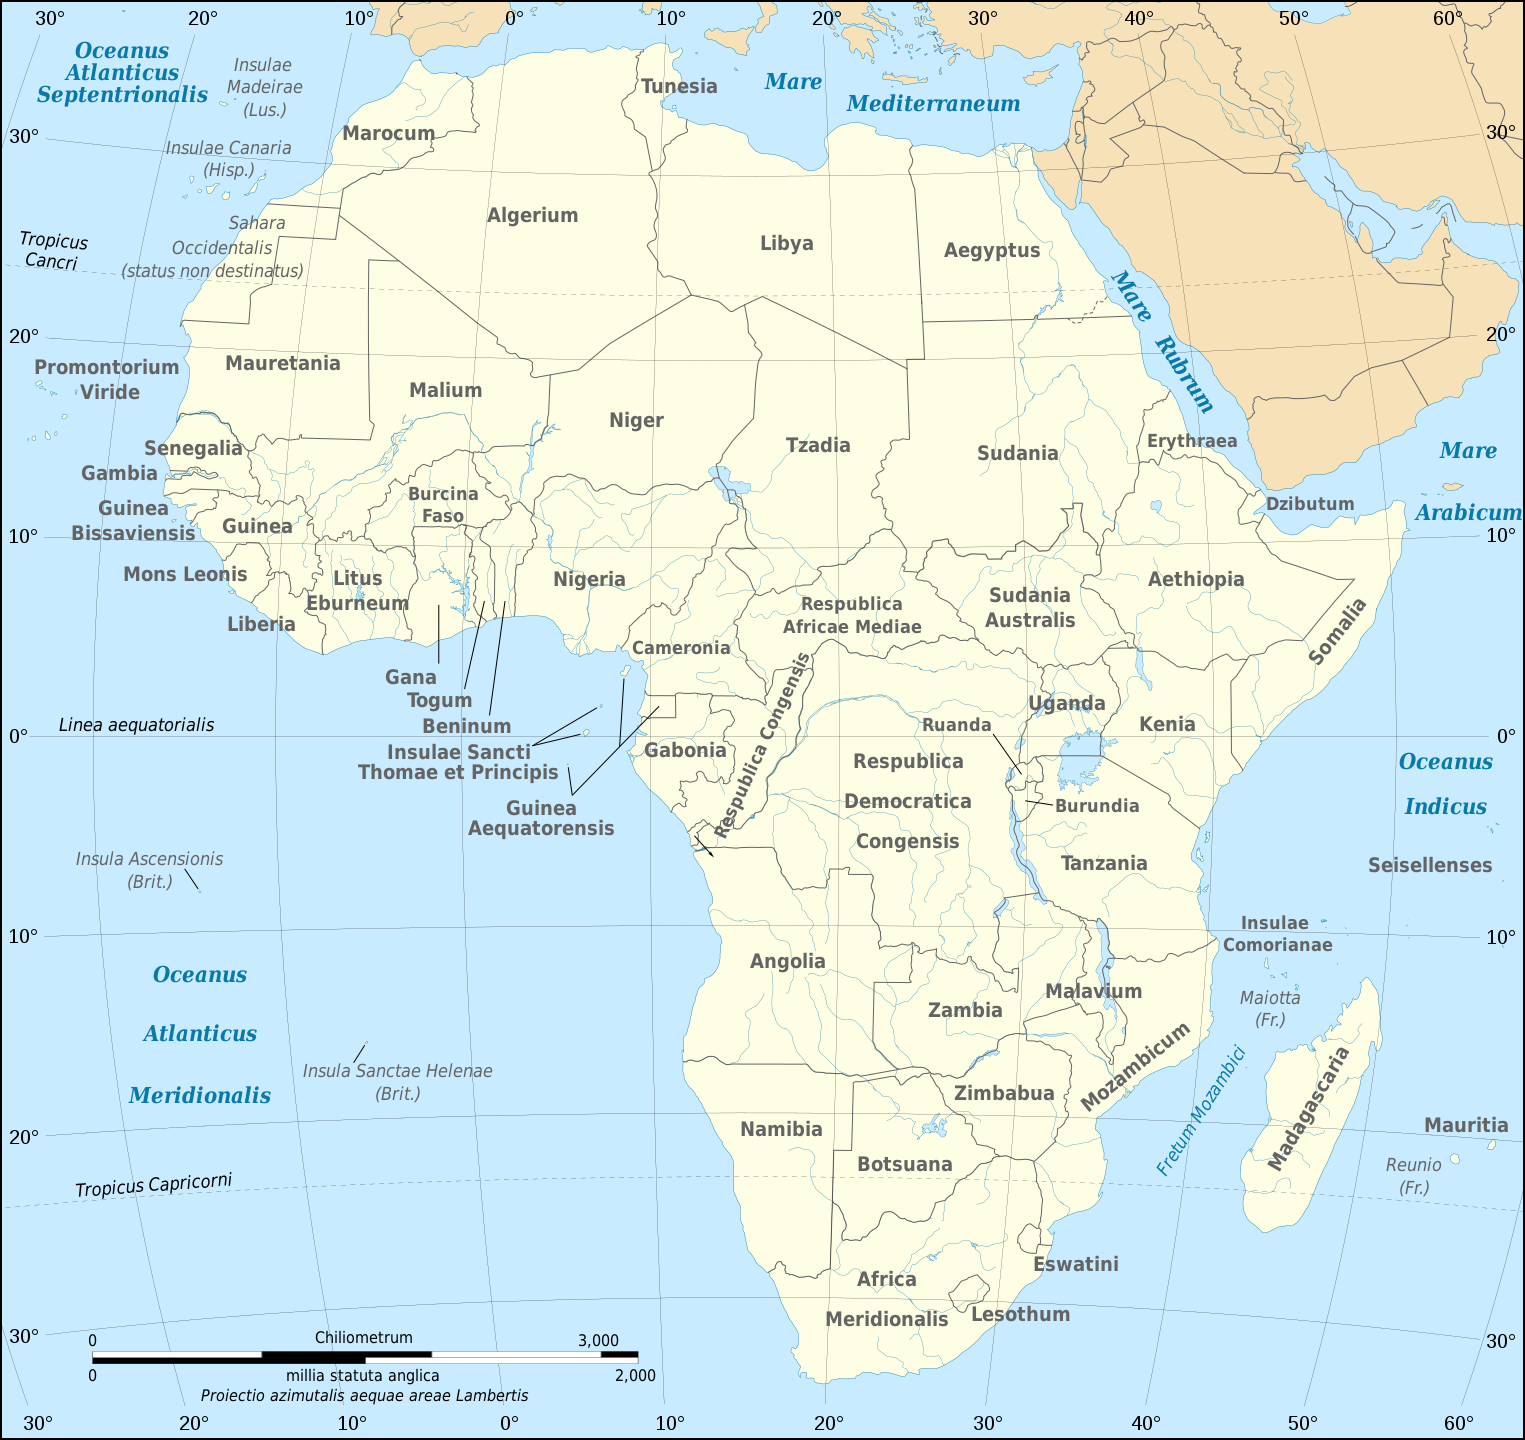 30°
20°
10°
0°
10°
20°
30°
40°
50°
60°
Oceanus
Atlanticus
Septentrionalis
Insulae
Madeirae
(Lus.)
Tunesia
Mare
Mediterraneum
30°
Marocum
30°
Insulae Canaria
(Hisp.)
Algerium
Sahara
Occidentalis
(status non destinatus)
Tropicus
Cancri
Libya
Aegyptus
Mare
Rubrum
20°
20°
Promontorium
Viride
Mauretania
Malium
Niger
Tzadia
Sudania
Erythraea
Mare
Arabicum
Senegalia
Gambia
Guinea
Bissaviensis
Guinea
Burcina
Faso
Dzibutum
10°
10°
Mons Leonis
Litus
Eburneum
Nigeria
Aethiopia
Liberia
Respublica
Africae Mediae
Sudania
Australis
Somalia
Cameronia
Gana
Togum
Beninum
Insulae Sancti
Thomae et Principis
Guinea
Aequatorensis
Linea aequatorialis
0°
0°
Gabonia
Respublica Congensis
Ruanda
Uganda
Kenia
Respublica
Democratica
Congensis
Burundia
Tanzania
Oceanus
Indicus
Seisellenses
Insula Ascensionis
(Brit.)
10°
10°
Insulae
Comorianae
Maiotta
(Fr.)
Angolia
Zambia
Malavium
Mozambicum
Oceanus
Atlanticus
Meridionalis
Insula Sanctae Helenae
(Brit.)
Zimbabua
Fretum Mozambici
Madagascaria
Namibia
Botsuana
Mauritia
Reunio
(Fr.)
20°
Tropicus Capricorni
Eswatini
Africa
Meridionalis
Lesothum
30°
30°
0
Chiliometrum
3,000
0
millia statuta anglica
2,000
Proiectio azimutalis aequae areae Lambertis
30°
20°
10°
0°
10°
20°
30°
40°
50°
60°